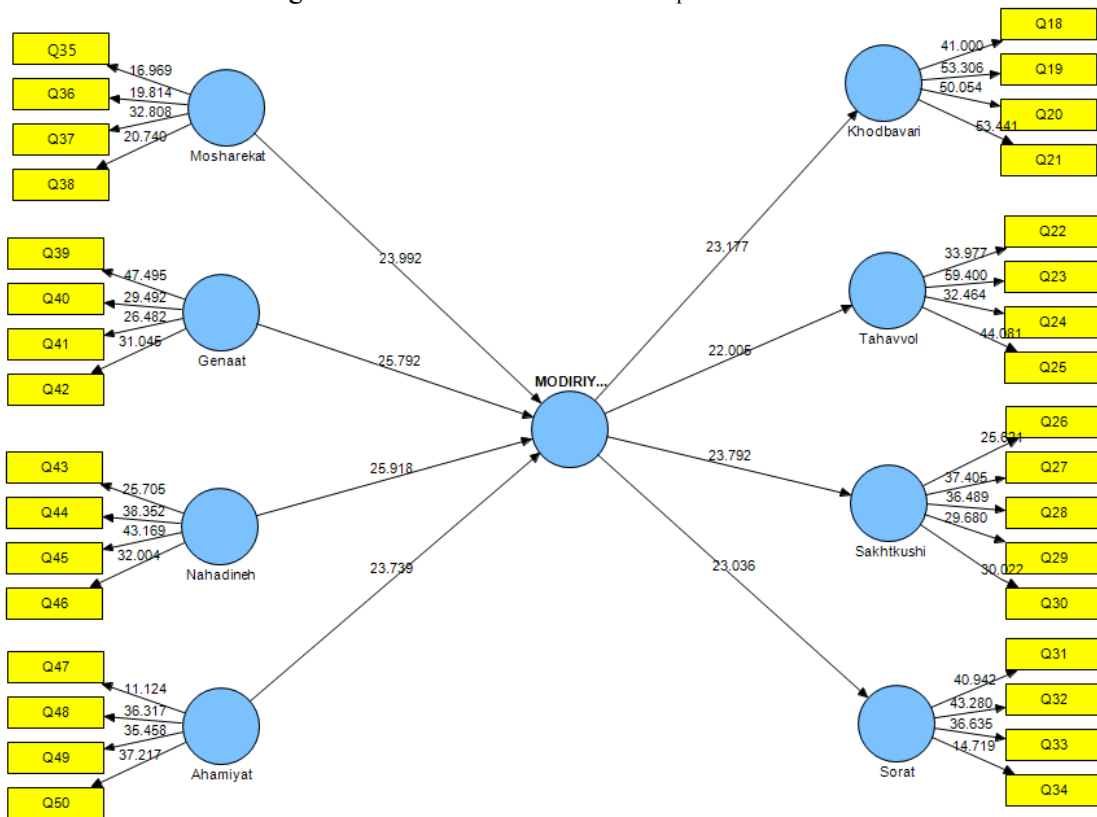 Q35
Q36
Q37
Q38
16.969
19.814
32.808
20.740
Mosharekat
Q39
Q40
Q41
Q42
47.495
29.492
26.482
31.045
Genaat
Q43
Q44
Q45
Q46
25.705
38.352
43.169
32.004
Nahadineh
Q47
Q48
Q49
Q50
11.124
36.317
35.458
37.217
Ahamiyat
23.992
25.792
25.918
23.739
MODIRIY...
23.177
22.005
23.792
23.036
Khodbavari
41.000
53.306
50.054
53.441
Q18
Q19
Q20
Q21
Tahavvol
33.977
59.400
32.464
44.081
Q22
Q23
Q24
Q25
Sakhtkushi
25.621
37.405
36.489
29.680
30.022
Q26
Q27
Q28
Q29
Q30
Sorat
40.942
43.280
36.635
14.719
Q31
Q32
Q33
Q34